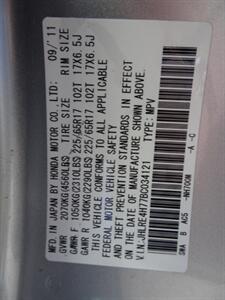 MFD. IN JAPAN BY HONDA MOTOR CO., LTD. 09/'11
GVWR 2070KG(4560LBS) TIRE SIZE RIM SIZE
GAWR F 1050KG(2310LBS) 225/65R17 102T 17X6.5J
GAWR R 1040KG(2290LBS) 225/65R17 102T 17X6.5J
THIS VEHICLE CONFORMS TO ALL APPLICABLE
FEDERAL MOTOR VEHICLE SAFETY
AND THEFT PREVENTION STANDARDS IN EFFECT
ON THE DATE OF MANUFACTURE SHOWN ABOVE.
V.I.N. JHLRE4H77BC034121 TYPE: MPV
SWA B AC5 -NH700M -A -C